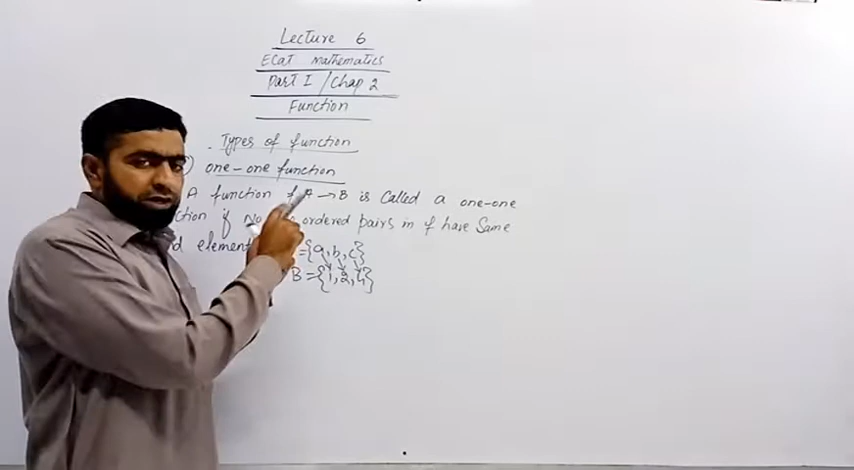 Lecture 6
ECat Mathematics
Part I / Chap 2
Function
Types of function
) one-one function
A function f A → B is Called a one-one
ction if No ordered pairs in f have Same
d element = {a, b, c}
B = {1, 2, 4}